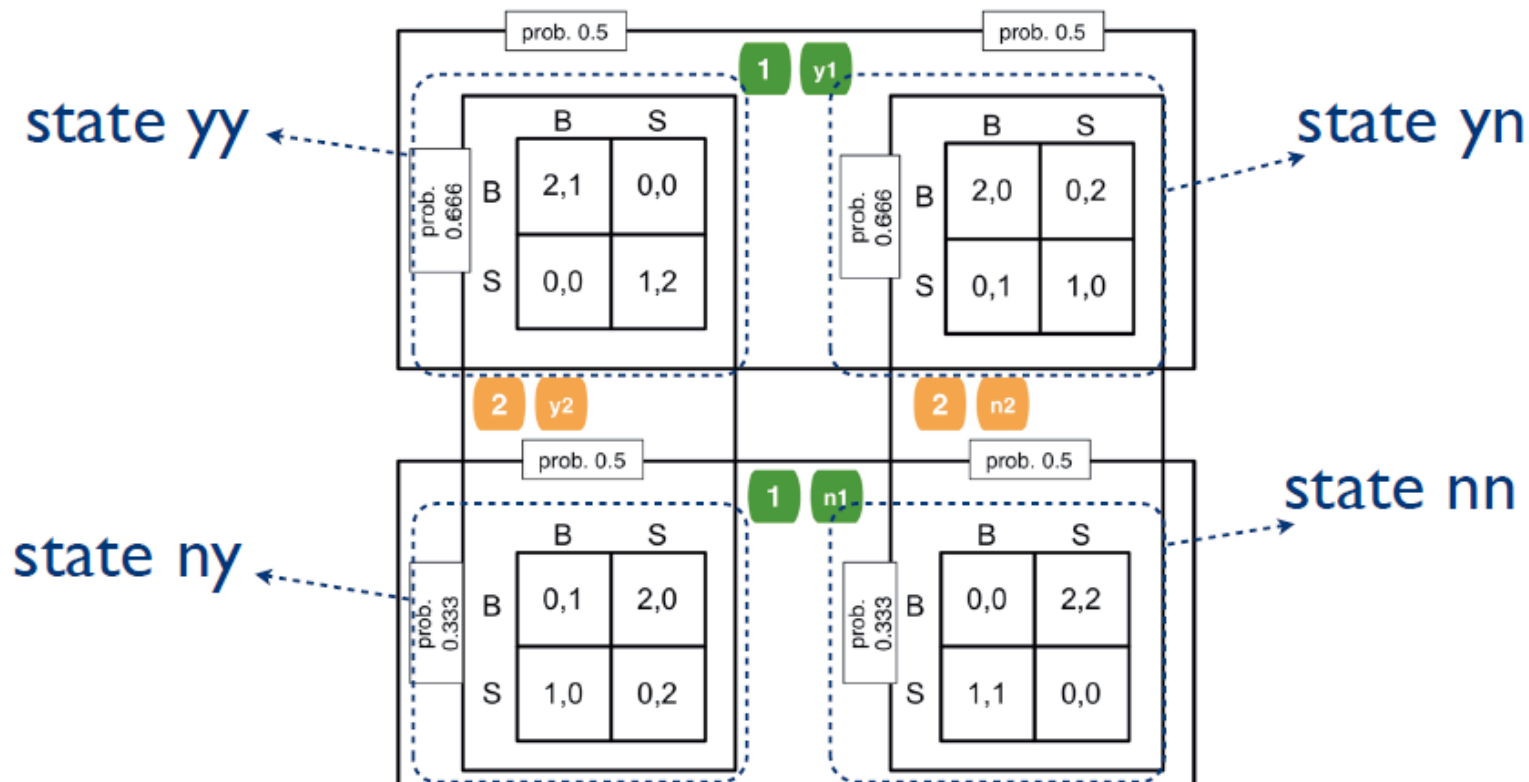 prob. 0.5 prob. 0.5
1 y1
state yy
state yn
B S
prob. 0.666
B 2,1 0,0
S 0,0 1,2
B S
prob. 0.666
B 2,0 0,2
S 0,1 1,0
2 y2
2 n2
prob. 0.5 prob. 0.5
1 n1
state ny
state nn
B S
prob. 0.333
B 0,1 2,0
S 1,0 0,2
B S
prob. 0.333
B 0,0 2,2
S 1,1 0,0